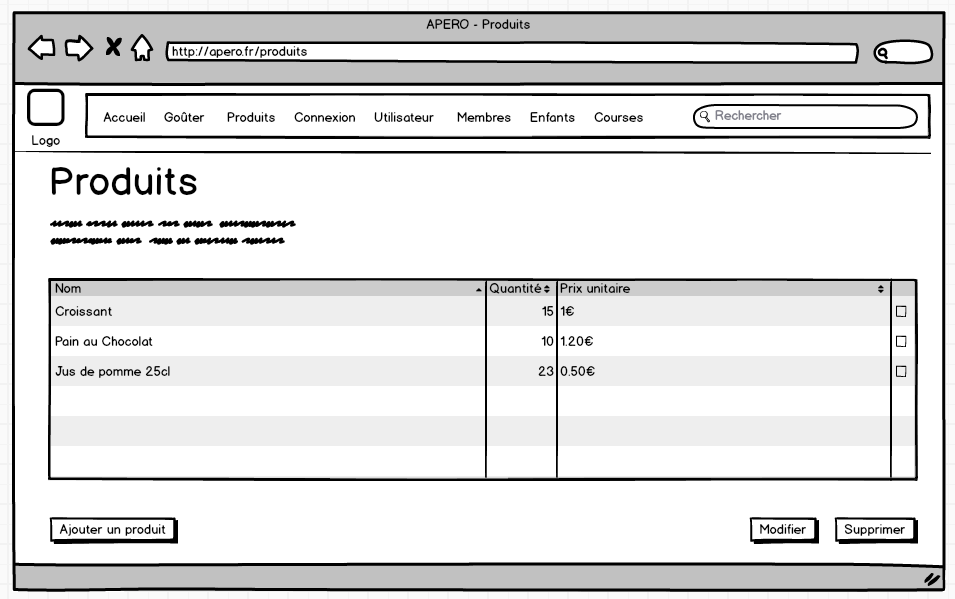 APERO - Produits
http://apero.fr/produits
Logo
Accueil Goûter Produits Connexion Utilisateur Membres Enfants Courses Rechercher
Produits
Nom Quantité Prix unitaire
Croissant 15 1€
Pain au Chocolat 10 1.20€
Jus de pomme 25cl 23 0.50€
Ajouter un produit Modifier Supprimer